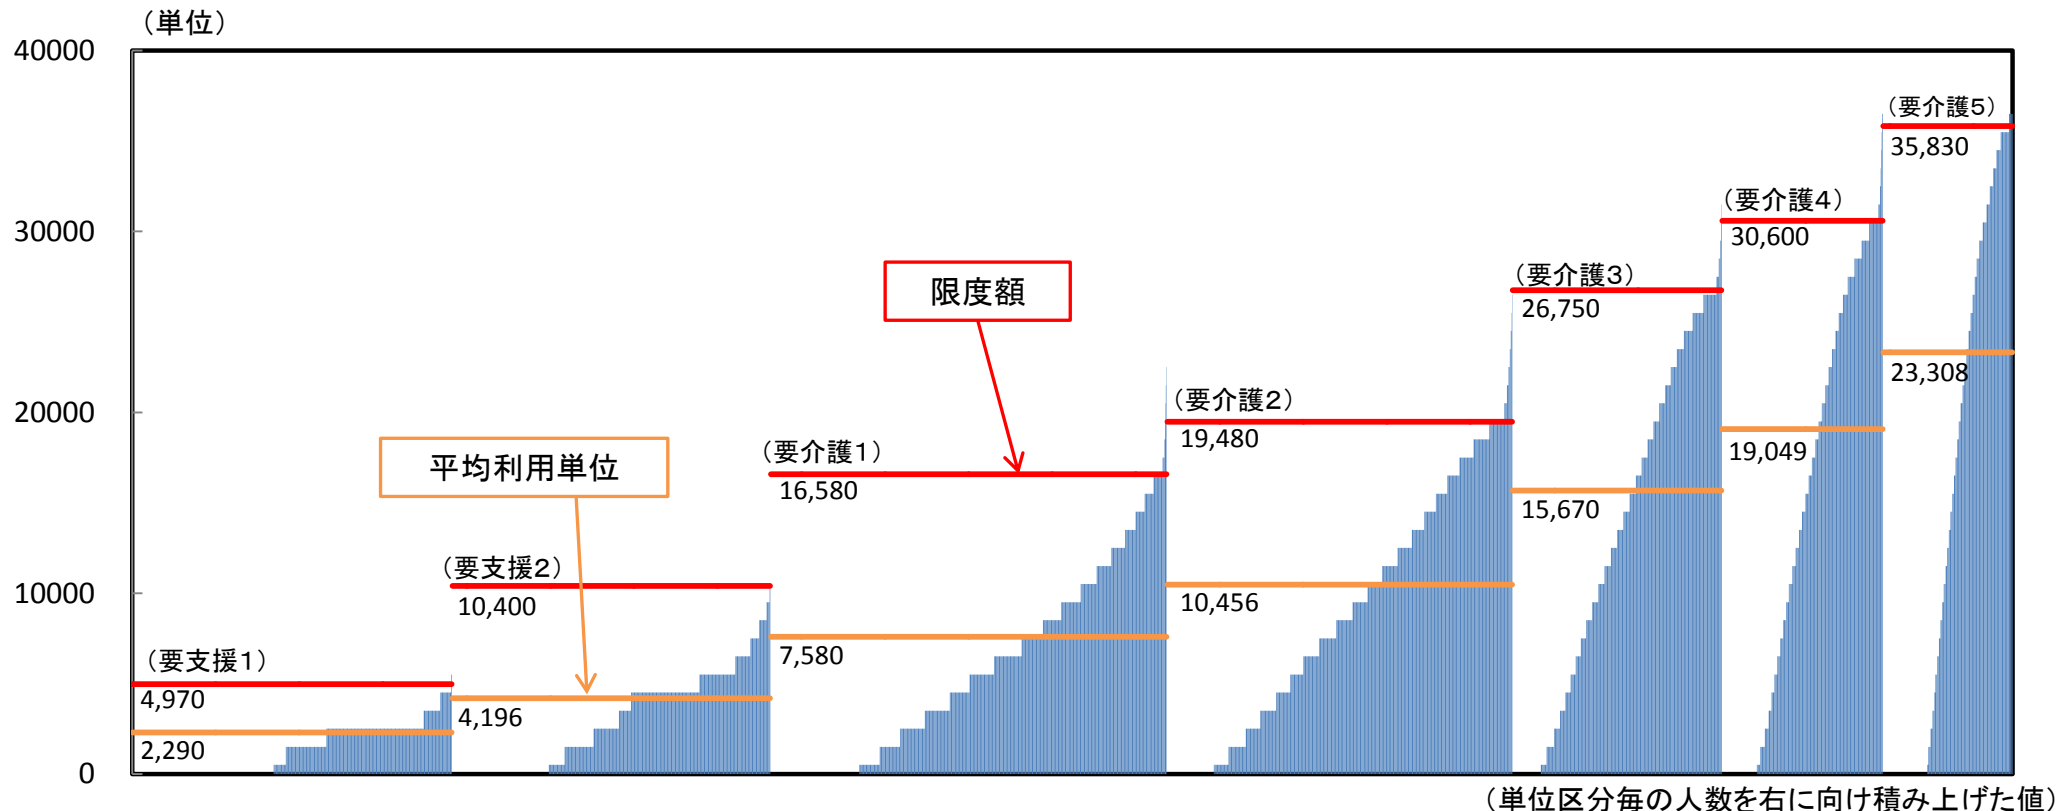 （単位）
40000
30000
20000
10000
0
（要支援１）
4,970
2,290
（要支援２）
10,400
4,196
平均利用単位
（要介護１）
16,580
7,580
限度額
（要介護２）
19,480
10,456
（要介護３）
26,750
15,670
（要介護４）
30,600
19,049
（要介護５）
35,830
23,308
（単位区分毎の人数を右に向け積み上げた値）